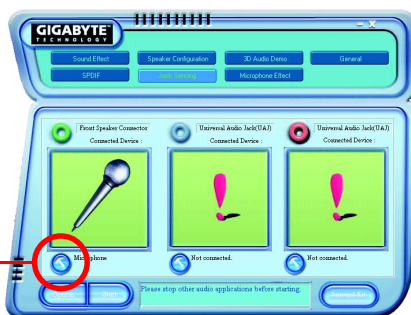 GIGABYTE
TECHNOLOGY
Sound Effect
Speaker Configuration
3D Audio Demo
General
SPDIF
Jack Sensing
Microphone Effect
Front Speaker Connector
Connected Device :
Universal Audio Jack(UAJ)
Connected Device :
Universal Audio Jack(UAJ)
Connected Device :
Microphone
Not connected.
Not connected.
Option
Start
Please stop other audio applications before starting.